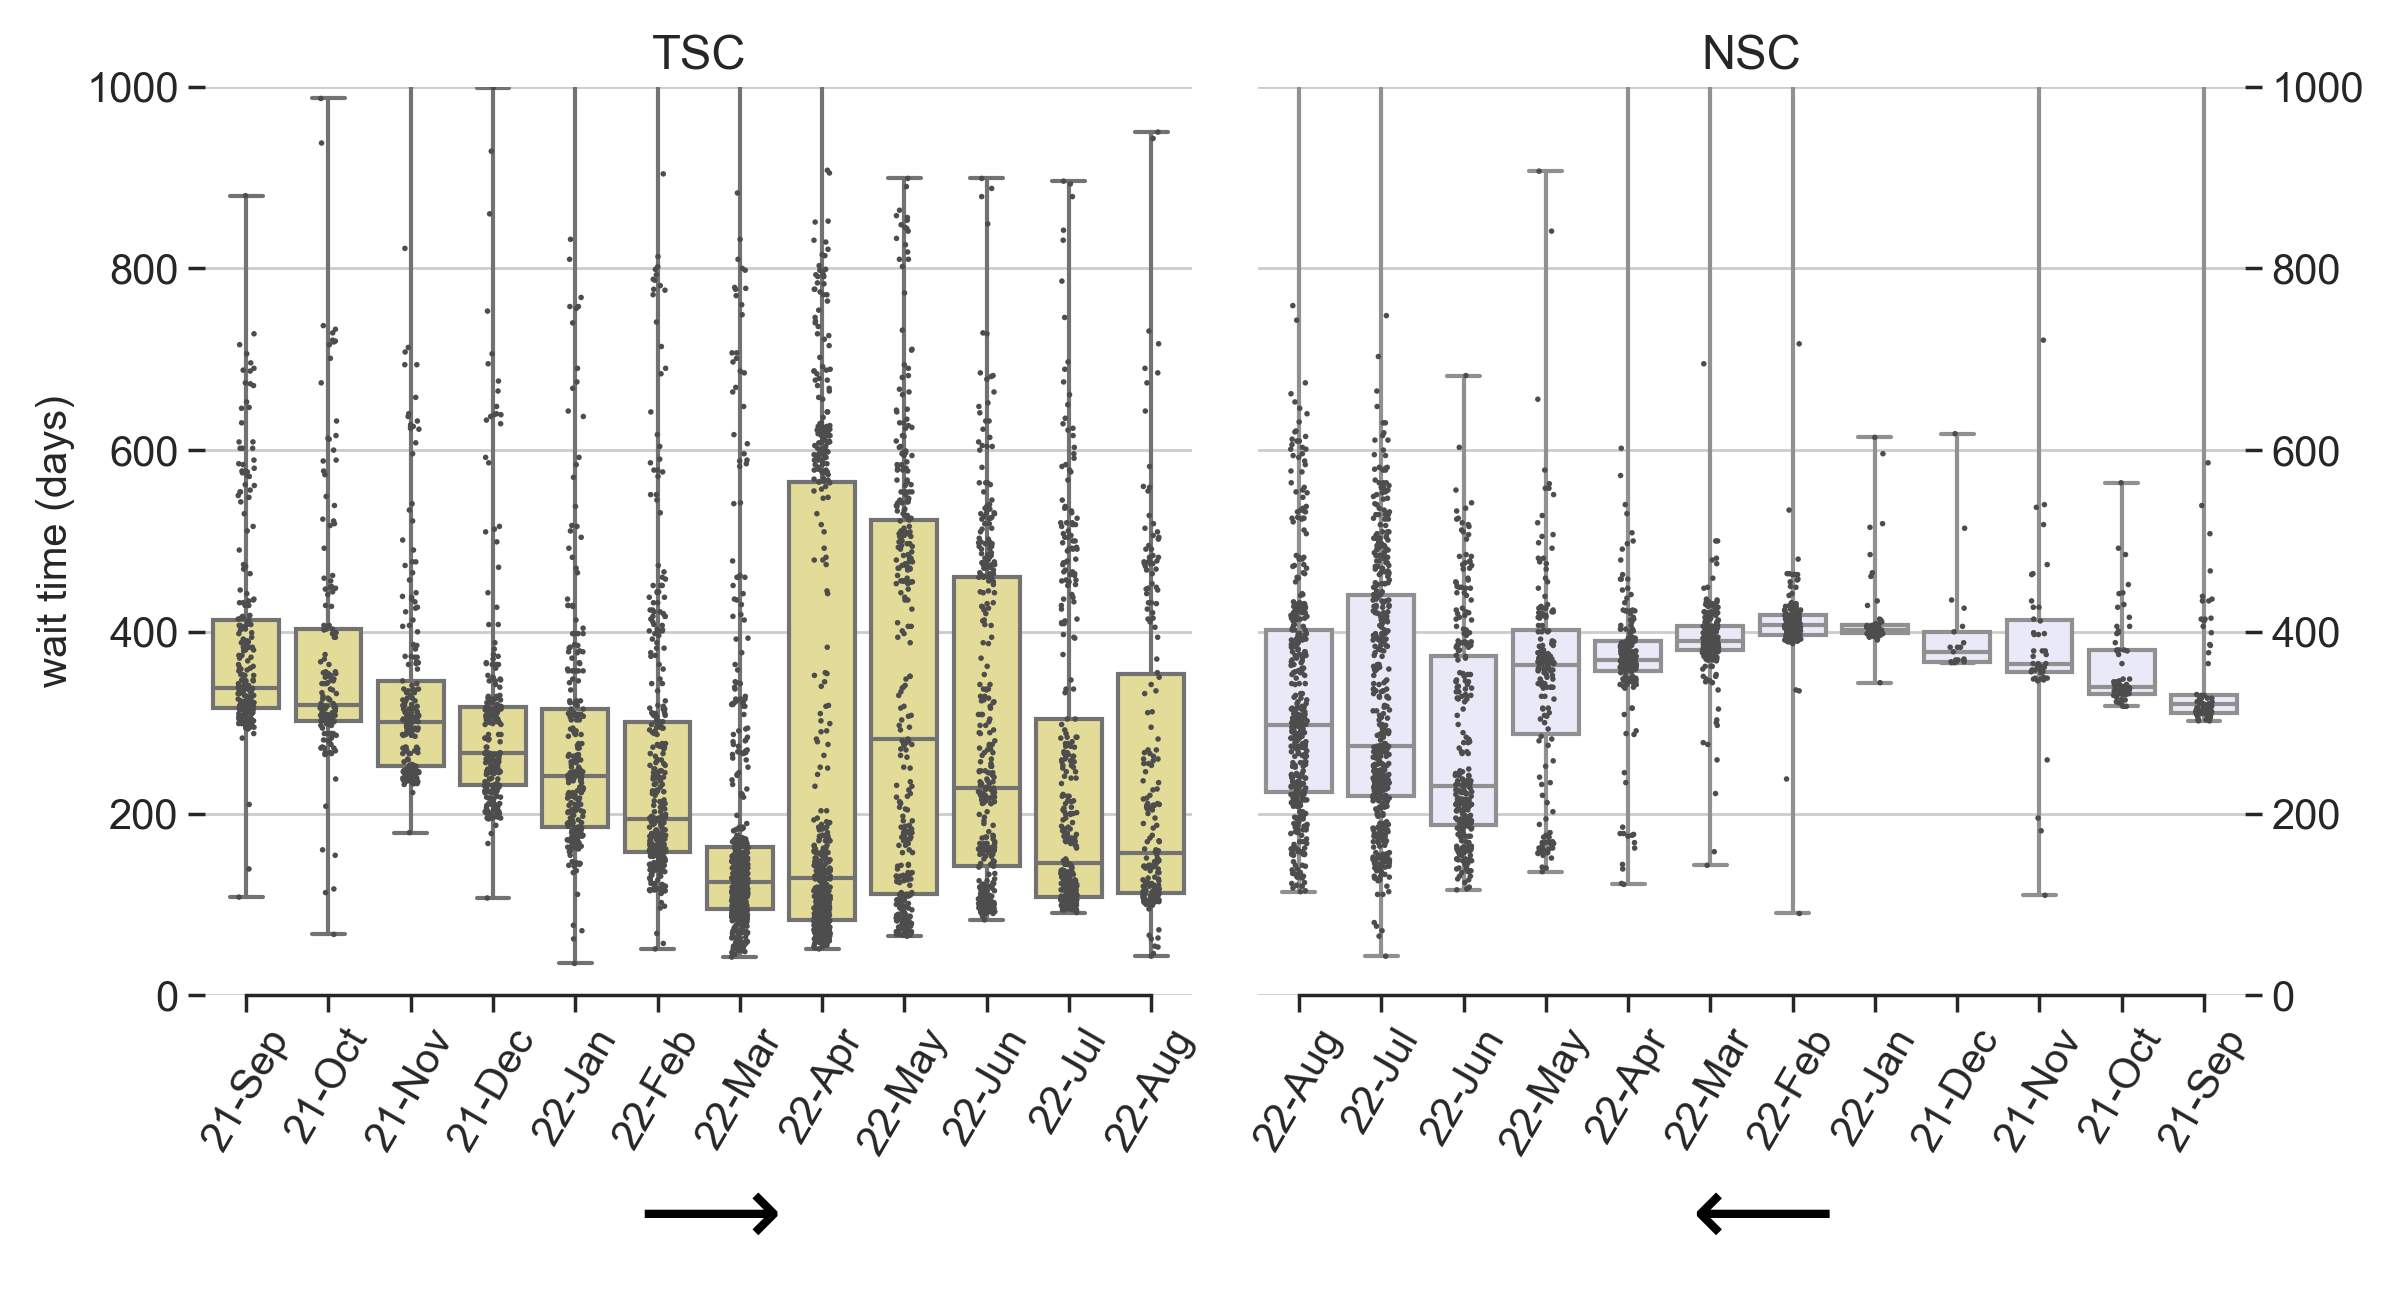 TSC NSC
1000 1000
800 800
600 600
400 400
200 200
0 0
wait time (days)
21-Sep 21-Oct 21-Nov 21-Dec 22-Jan 22-Feb 22-Mar 22-Apr 22-May 22-Jun 22-Jul 22-Aug 22-Aug 22-Jul 22-Jun 22-May 22-Apr 22-Mar 22-Feb 22-Jan 21-Dec 21-Nov 21-Oct 21-Sep